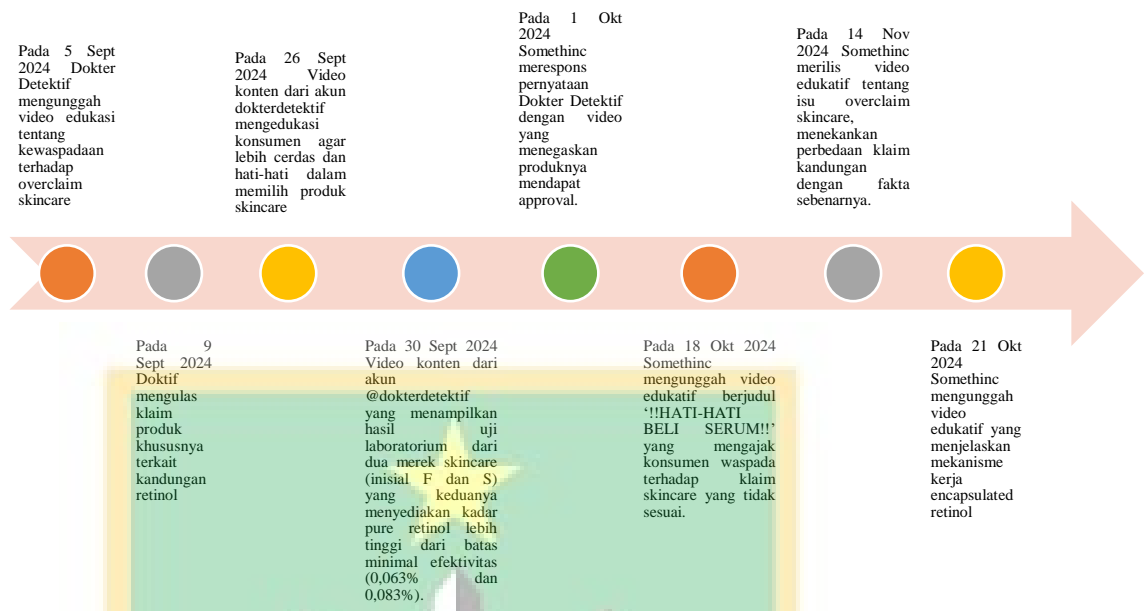 Pada 5 Sept
2024 Dokter
Detektif
mengunggah
video edukasi
tentang
kewaspadaan
terhadap
overclaim
skincare
Pada 9
Sept 2024
Doktif
mengulas
klaim
produk
khususnya
terkait
kandungan
retinol
Pada 26 Sept
2024 Video
konten dari akun
dokterdetektif
mengedukasi
konsumen agar
lebih cerdas dan
hati-hati dalam
memilih produk
skincare
Pada 30 Sept 2024
Video konten dari
akun
@dokterdetektif
yang menampilkan
hasil uji
laboratorium dari
dua merek skincare
(inisial F dan S)
yang keduanya
menyediakan kadar
pure retinol lebih
tinggi dari batas
minimal efektivitas
(0,063% dan
0,083%).
Pada 1 Okt
2024
Somethinc
merespons
pernyataan
Dokter Detektif
dengan video
yang
menegaskan
produknya
mendapat
approval.
Pada 18 Okt 2024
Somethinc
mengunggah video
edukatif berjudul
‘!!HATI-HATI
BELI SERUM!!’
yang mengajak
konsumen waspada
terhadap klaim
skincare yang tidak
sesuai.
Pada 14 Nov
2024 Somethinc
merilis video
edukatif tentang
isu overclaim
skincare,
menekankan
perbedaan klaim
kandungan
dengan fakta
sebenarnya.
Pada 21 Okt
2024
Somethinc
mengunggah
video
edukatif yang
menjelaskan
mekanisme
kerja
encapsulated
retinol